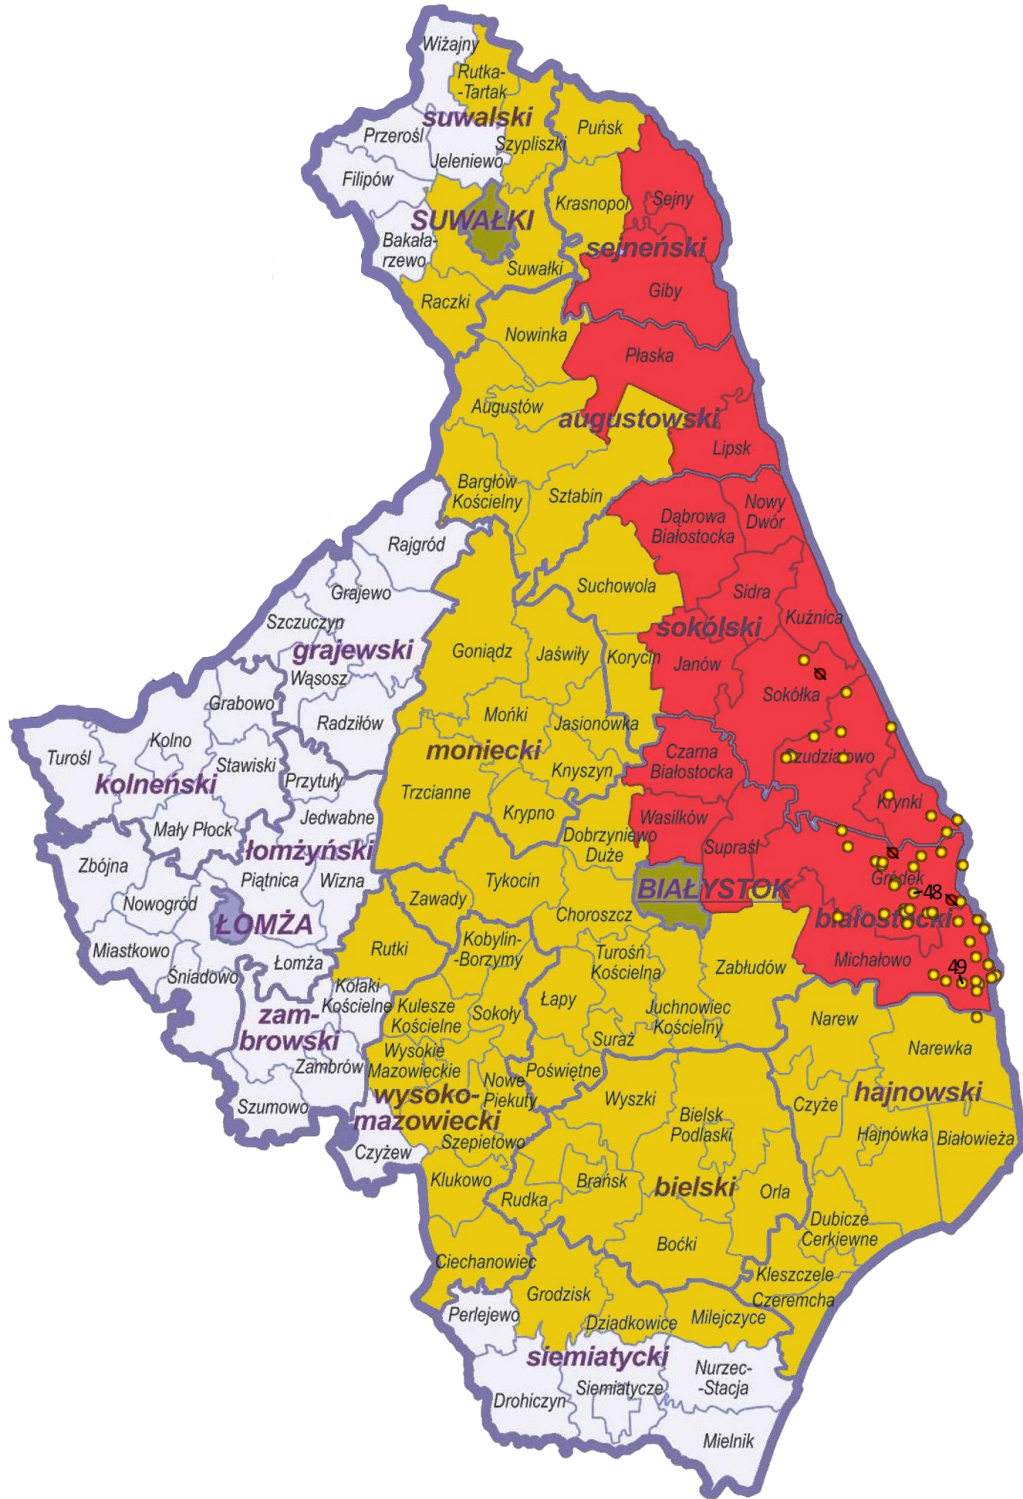 Wiżajny
Rutka-
-Tartak
suwalski
Puńsk
Przerośl
Szypliszki
Jeleniewo
Filipów
Sejny
Krasnopol
SUWAŁKI
Bakała-
rzewo
sejneński
Suwałki
Giby
Raczki
Nowinka
Płaska
Augustów
augustowski
Lipsk
Bargłów
Kościelny
Sztabin
Nowy
Dwór
Dąbrowa
Białostocka
Rajgród
Suchowola
Grajewo
Sidra
Szczuczyn
Kuźnica
sokólski
grajewski
Goniądz
Jaświły
Korycin
Janów
Wąsosz
Sokółka
Grabowo
Radziłów
Mońki
Jasionówka
Kolno
moniecki
Czarna
Białostocka
Szudziałowo
Turośl
Stawiski
Knyszyn
kolneński
Przytuły
Trzcianne
Krypno
Krynki
Jedwabne
Wasilków
Mały Płock
Dobrzyniewo
Duże
Supraśl
łomżyński
Zbójna
Piątnica
Wizna
Tykocin
Gródek
BIAŁYSTOK
48
Zawady
Nowogród
Choroszcz
ŁOMŻA
białostocki
Miastkowo
Rutki
Kobylin-
-Borzymy
Turośń
Kościelna
Michałowo
Łomża
Zabłudów
49
Śniadowo
Kołaki
Kościelne
Kulesze
Kościelne
Łapy
Sokoły
Juchnowiec
Kościelny
Narew
zam-
browski
Suraż
Wysokie
Mazowieckie
Narewka
Zambrów
Poświętne
Nowe
Piekuty
wysoko-
mazowiecki
Wyszki
Czyże
hajnowski
Szumowo
Bielsk
Podlaski
Hajnówka
Białowieża
Szepietowo
Czyżew
Klukowo
Brańsk
Rudka
bielski
Orla
Dubicze
Cerkiewne
Boćki
Ciechanowiec
Kleszczele
Grodzisk
Czeremcha
Perlejewo
Dziadkowice
Milejczyce
siemiatycki
Nurzec-
-Stacja
Siemiatycze
Drohiczyn
Mielnik